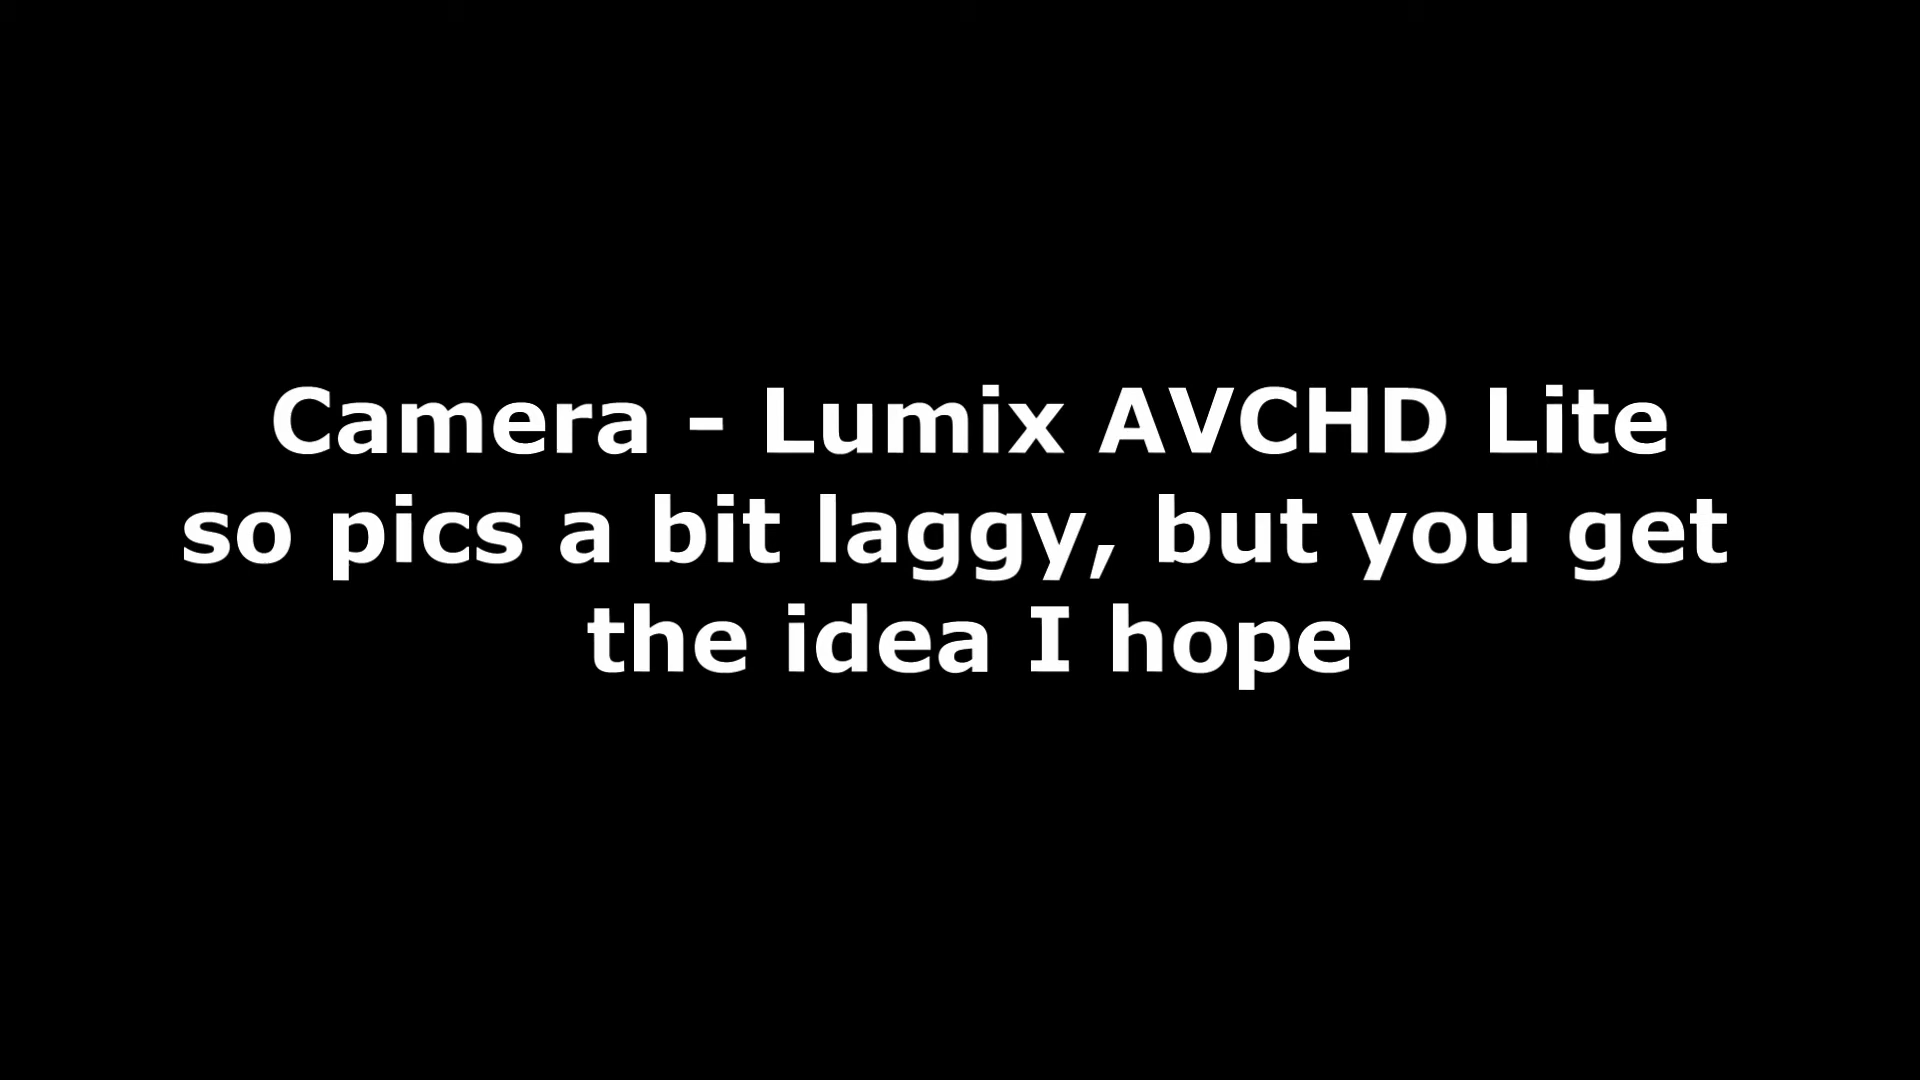 Camera - Lumix AVCHD Lite
so pics a bit laggy, but you get
the idea I hope